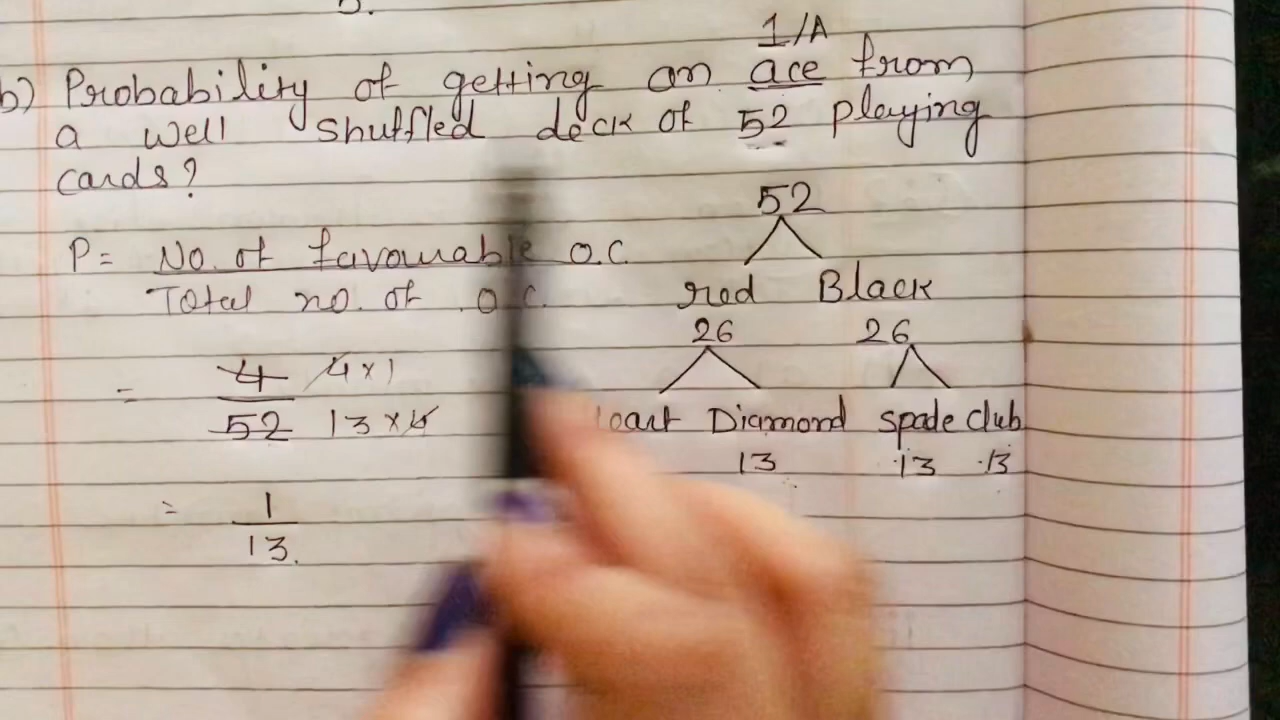 1/A
b) Probability of getting an ace from
a well shuffled deck of 52 playing
cards?
52
P = No. of favourable O.C.
Total no. of O.C.
red Black
26 26
= 4 4 x 1
52 13 x 4
Diamond Spade Club
13 13 13
= 1
13.